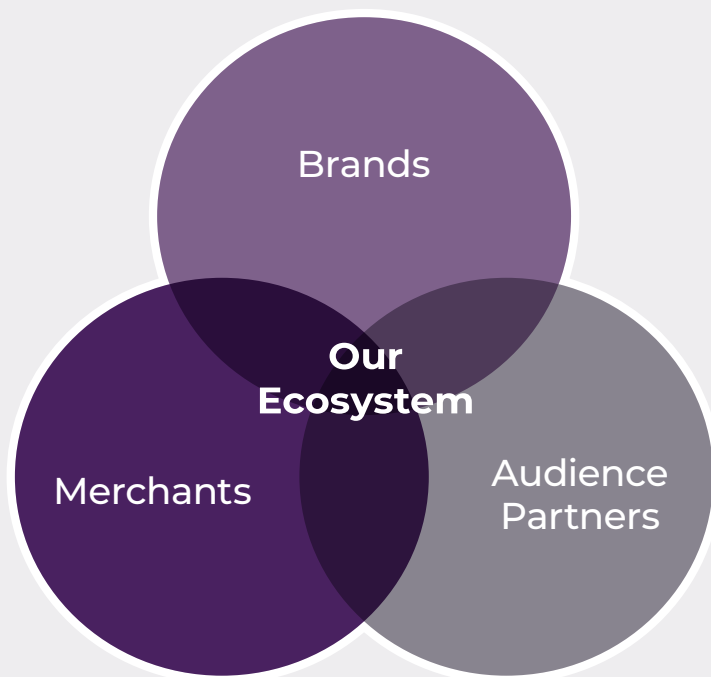 Brands
Our
Ecosystem
Merchants
Audience
Partners